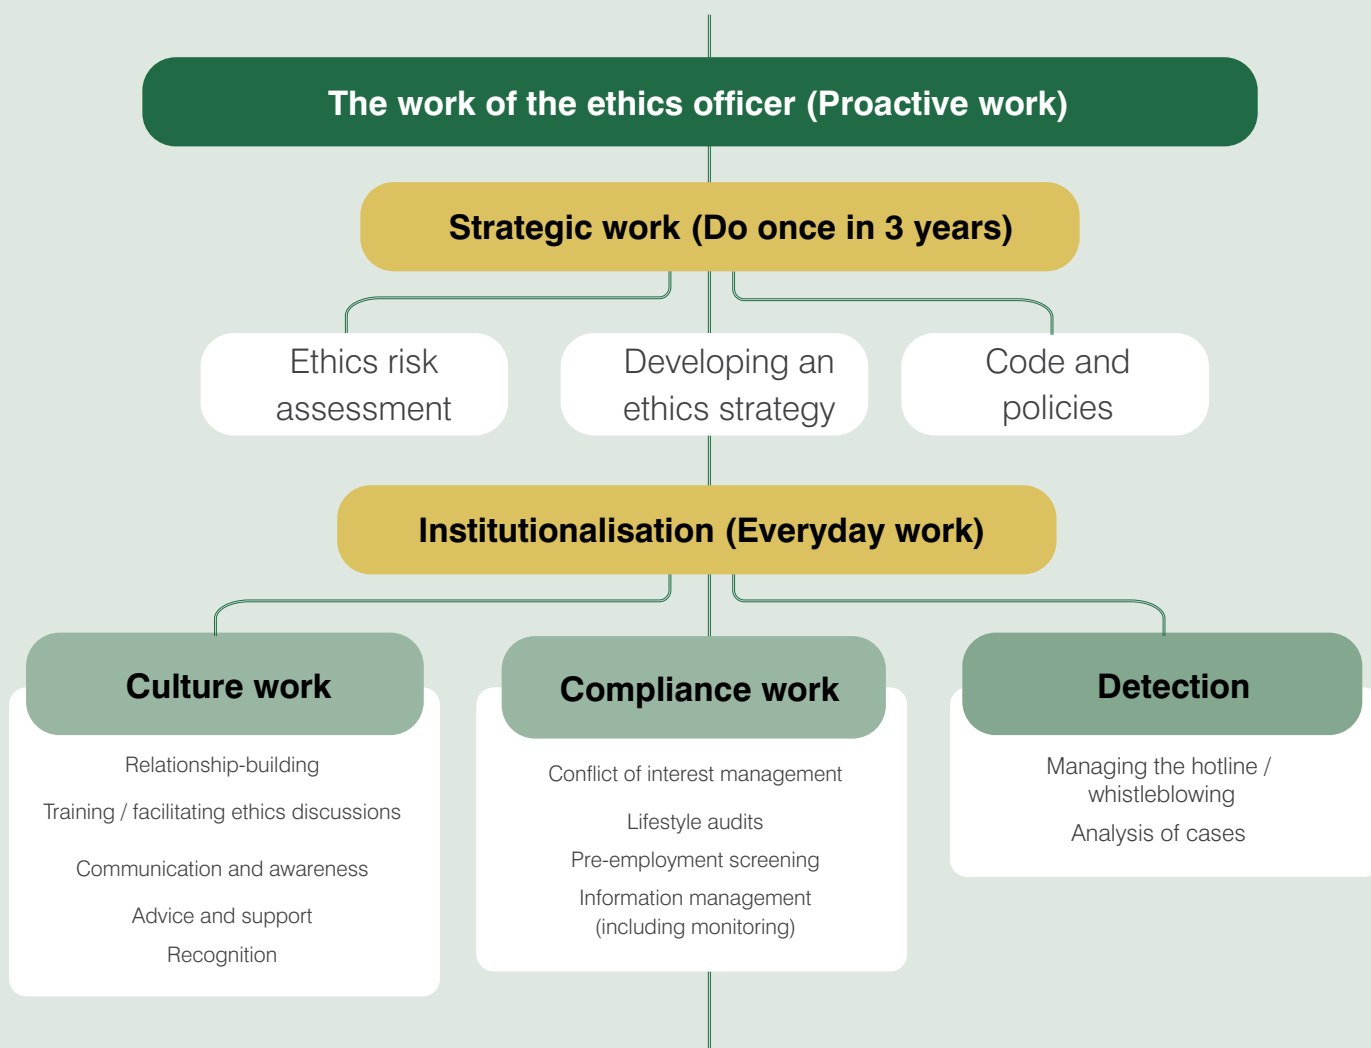 The work of the ethics officer (Proactive work)
Strategic work (Do once in 3 years)
Ethics risk
assessment
Developing an
ethics strategy
Code and
policies
Institutionalisation (Everyday work)
Culture work
Relationship-building
Training / facilitating ethics discussions
Communication and awareness
Advice and support
Recognition
Compliance work
Conflict of interest management
Lifestyle audits
Pre-employment screening
Information management
(including monitoring)
Detection
Managing the hotline /
whistleblowing
Analysis of cases